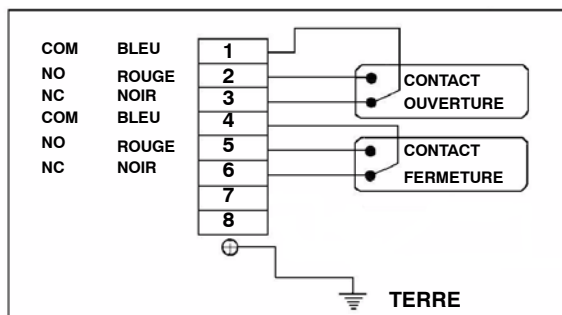 COM BLEU 1
NO ROUGE 2 CONTACT
NC NOIR 3 OUVERTURE
COM BLEU 4
NO ROUGE 5 CONTACT
NC NOIR 6 FERMETURE
7
8
TERRE